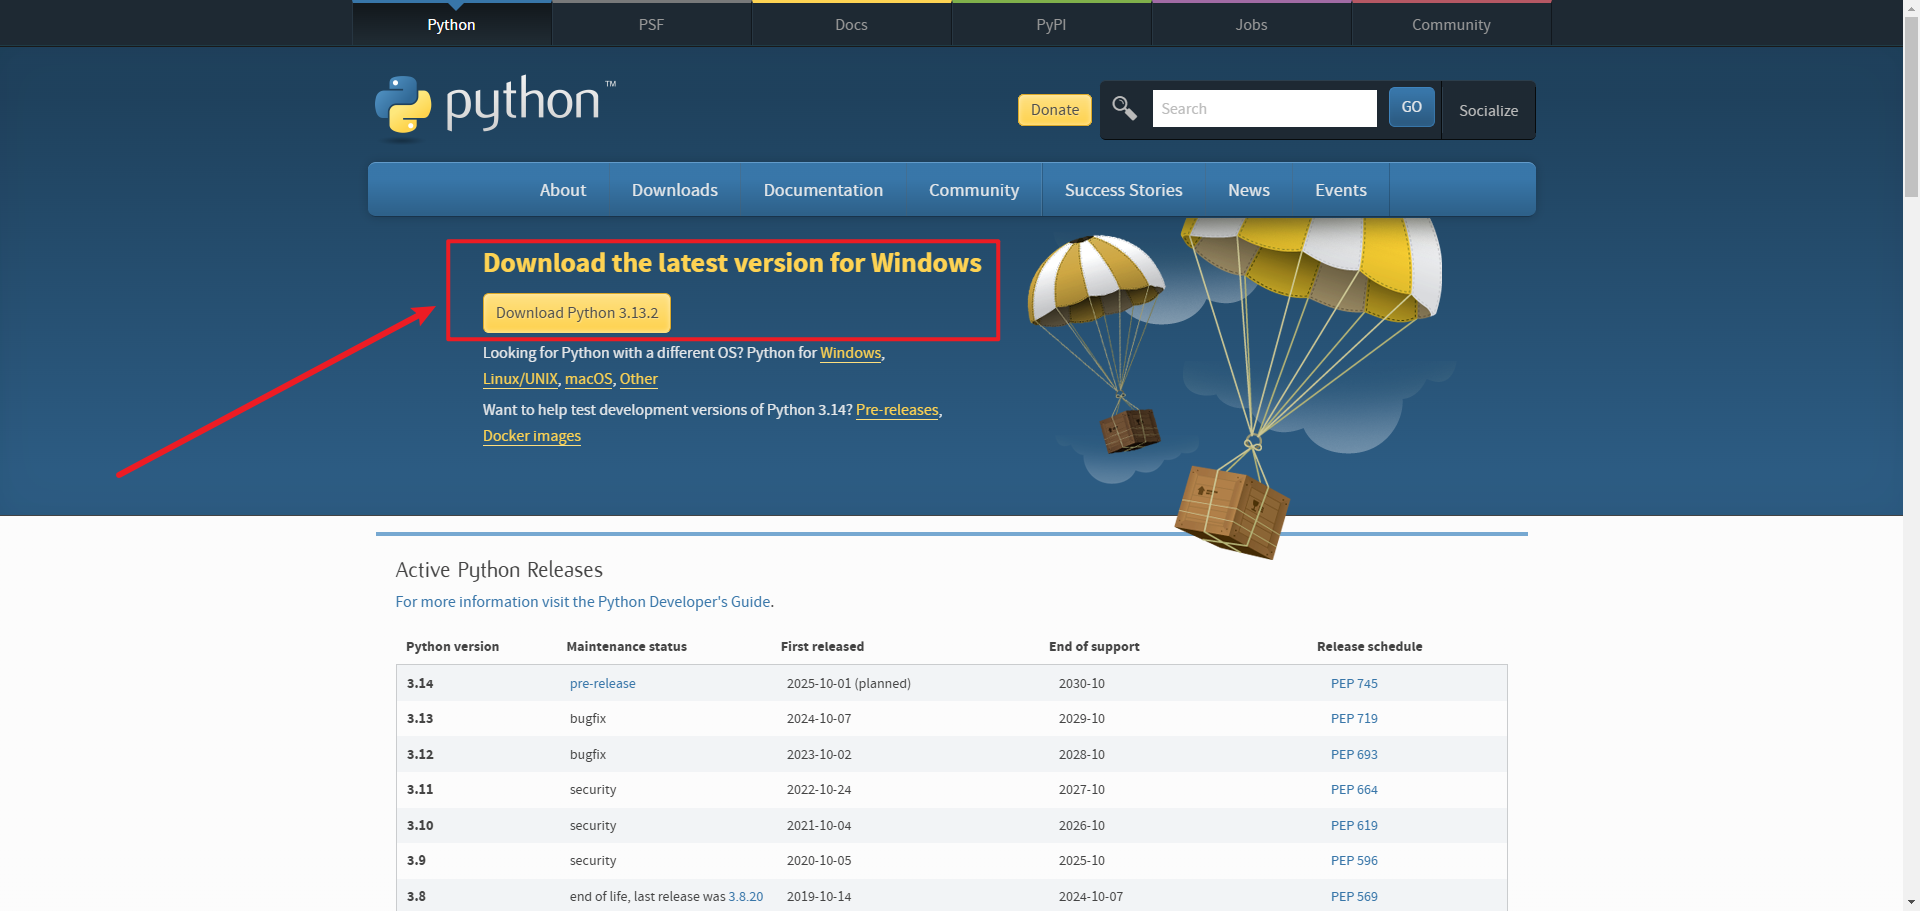 Python PSF Docs PyPI Jobs Community
python™
Donate Search GO Socialize
About Downloads Documentation Community Success Stories News Events
Download the latest version for Windows
Download Python 3.13.2
Looking for Python with a different OS? Python for Windows,
Linux/UNIX, macOS, Other
Want to help test development versions of Python 3.14? Pre-releases,
Docker images
Active Python Releases
For more information visit the Python Developer's Guide.
Python version Maintenance status First released End of support Release schedule
3.14 pre-release 2025-10-01 (planned) 2030-10 PEP 745
3.13 bugfix 2024-10-07 2029-10 PEP 719
3.12 bugfix 2023-10-02 2028-10 PEP 693
3.11 security 2022-10-24 2027-10 PEP 664
3.10 security 2021-10-04 2026-10 PEP 619
3.9 security 2020-10-05 2025-10 PEP 596
3.8 end of life, last release was 3.8.20 2019-10-14 2024-10-07 PEP 569